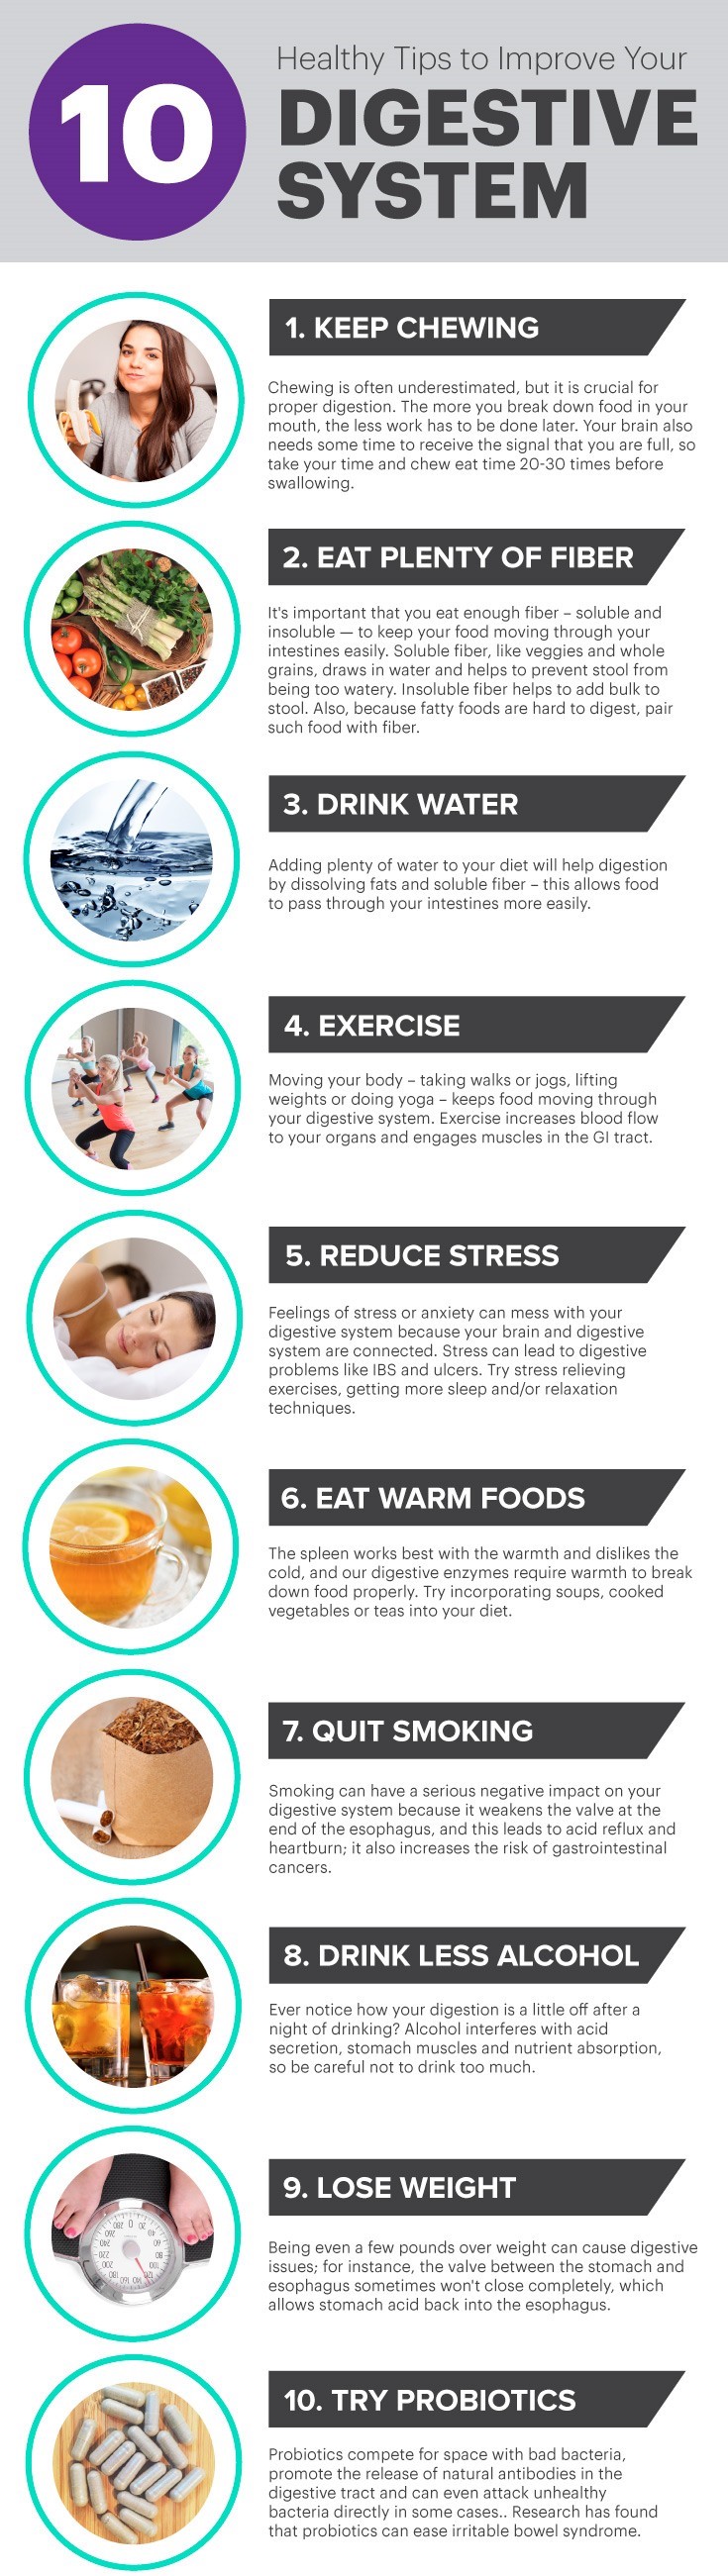 10
Healthy Tips to Improve Your
DIGESTIVE
SYSTEM
1. KEEP CHEWING
Chewing is often underestimated, but it is crucial for
proper digestion. The more you break down food in your
mouth, the less work has to be done later. Your brain also
needs some time to receive the signal that you are full, so
take your time and chew eat time 20-30 times before
swallowing.
2. EAT PLENTY OF FIBER
It's important that you eat enough fiber – soluble and
insoluble — to keep your food moving through your
intestines easily. Soluble fiber, like veggies and whole
grains, draws in water and helps to prevent stool from
being too watery. Insoluble fiber helps to add bulk to
stool. Also, because fatty foods are hard to digest, pair
such food with fiber.
3. DRINK WATER
Adding plenty of water to your diet will help digestion
by dissolving fats and soluble fiber – this allows food
to pass through your intestines more easily.
4. EXERCISE
Moving your body – taking walks or jogs, lifting
weights or doing yoga – keeps food moving through
your digestive system. Exercise increases blood flow
to your organs and engages muscles in the GI tract.
5. REDUCE STRESS
Feelings of stress or anxiety can mess with your
digestive system because your brain and digestive
system are connected. Stress can lead to digestive
problems like IBS and ulcers. Try stress relieving
exercises, getting more sleep and/or relaxation
techniques.
6. EAT WARM FOODS
The spleen works best with the warmth and dislikes the
cold, and our digestive enzymes require warmth to break
down food properly. Try incorporating soups, cooked
vegetables or teas into your diet.
7. QUIT SMOKING
Smoking can have a serious negative impact on your
digestive system because it weakens the valve at the
end of the esophagus, and this leads to acid reflux and
heartburn; it also increases the risk of gastrointestinal
cancers.
8. DRINK LESS ALCOHOL
Ever notice how your digestion is a little off after a
night of drinking? Alcohol interferes with acid
secretion, stomach muscles and nutrient absorption,
so be careful not to drink too much.
9. LOSE WEIGHT
Being even a few pounds over weight can cause digestive
issues; for instance, the valve between the stomach and
esophagus sometimes won't close completely, which
allows stomach acid back into the esophagus.
10. TRY PROBIOTICS
Probiotics compete for space with bad bacteria,
promote the release of natural antibodies in the
digestive tract and can even attack unhealthy
bacteria directly in some cases.. Research has found
that probiotics can ease irritable bowel syndrome.